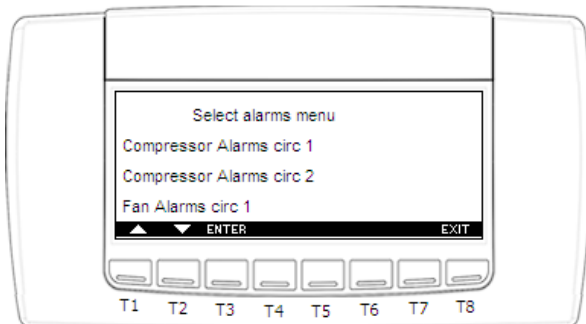 Select alarms menu
Compressor Alarms circ 1
Compressor Alarms circ 2
Fan Alarms circ 1
ENTER EXIT
T1 T2 T3 T4 T5 T6 T7 T8